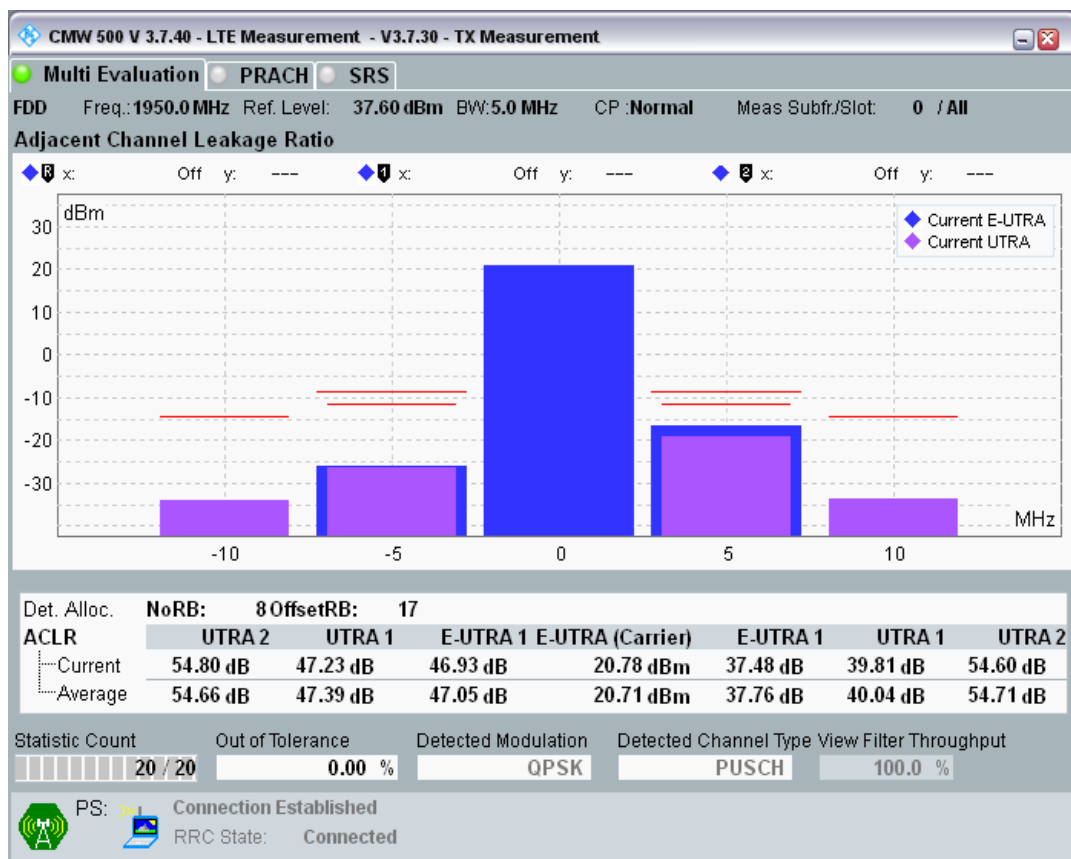 CMW 500 V 3.7.40 - LTE Measurement - V3.7.30 - TX Measurement
Multi Evaluation PRACH SRS
FDD Freq.: 1950.0 MHz Ref. Level: 37.60 dBm BW: 5.0 MHz CP : Normal Meas Subfr./Slot: 0 / All
Adjacent Channel Leakage Ratio
R x: Off y: --- 1 x: Off y: --- 2 x: Off y: ---
dBm
Current E-UTRA
Current UTRA
30
20
10
0
-10
-20
-30
MHz
-10 -5 0 5 10
Det. Alloc. NoRB: 8 OffsetRB: 17
ACLR UTRA 2 UTRA 1 E-UTRA 1 E-UTRA (Carrier) E-UTRA 1 UTRA 1 UTRA 2
Current 54.80 dB 47.23 dB 46.93 dB 20.78 dBm 37.48 dB 39.81 dB 54.60 dB
Average 54.66 dB 47.39 dB 47.05 dB 20.71 dBm 37.76 dB 40.04 dB 54.71 dB
Statistic Count Out of Tolerance Detected Modulation Detected Channel Type View Filter Throughput
20 / 20 0.00 % QPSK PUSCH 100.0 %
PS: Connection Established
RRC State: Connected